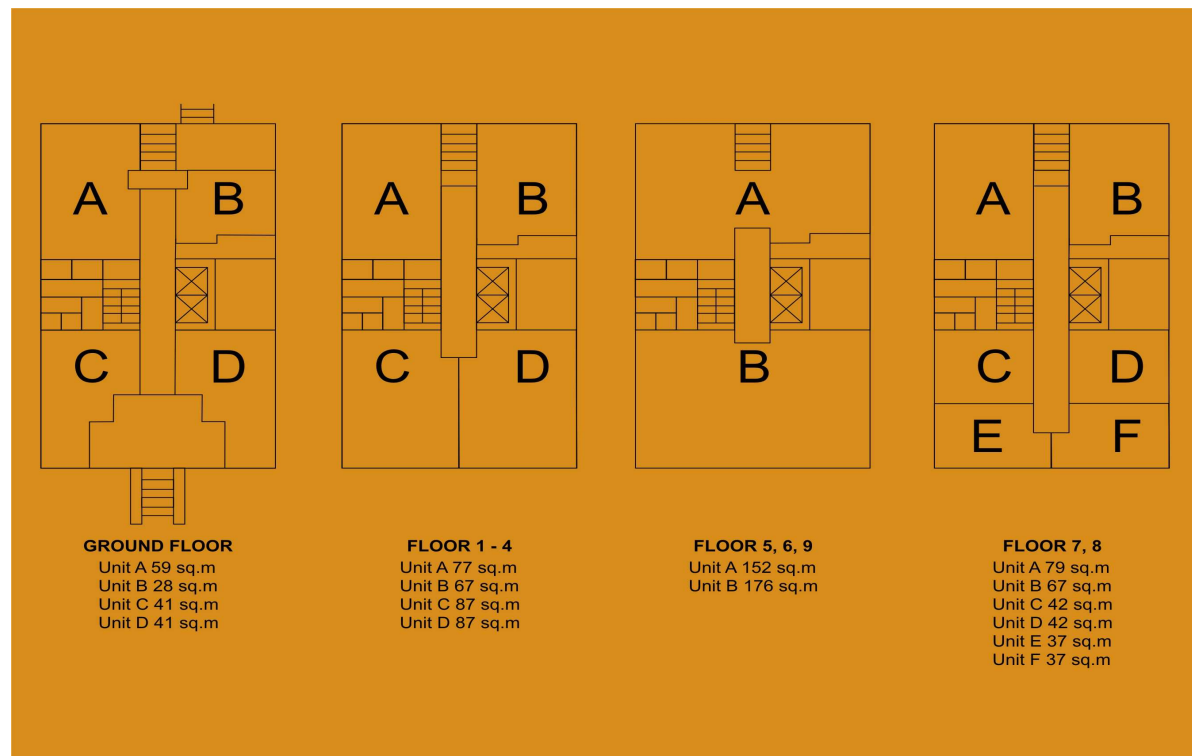 A
B
C
D
GROUND FLOOR
Unit A 59 sq.m
Unit B 28 sq.m
Unit C 41 sq.m
Unit D 41 sq.m
A
B
C
D
FLOOR 1 - 4
Unit A 77 sq.m
Unit B 67 sq.m
Unit C 87 sq.m
Unit D 87 sq.m
A
B
FLOOR 5, 6, 9
Unit A 152 sq.m
Unit B 176 sq.m
A
B
C
D
E
F
FLOOR 7, 8
Unit A 79 sq.m
Unit B 67 sq.m
Unit C 42 sq.m
Unit D 42 sq.m
Unit E 37 sq.m
Unit F 37 sq.m